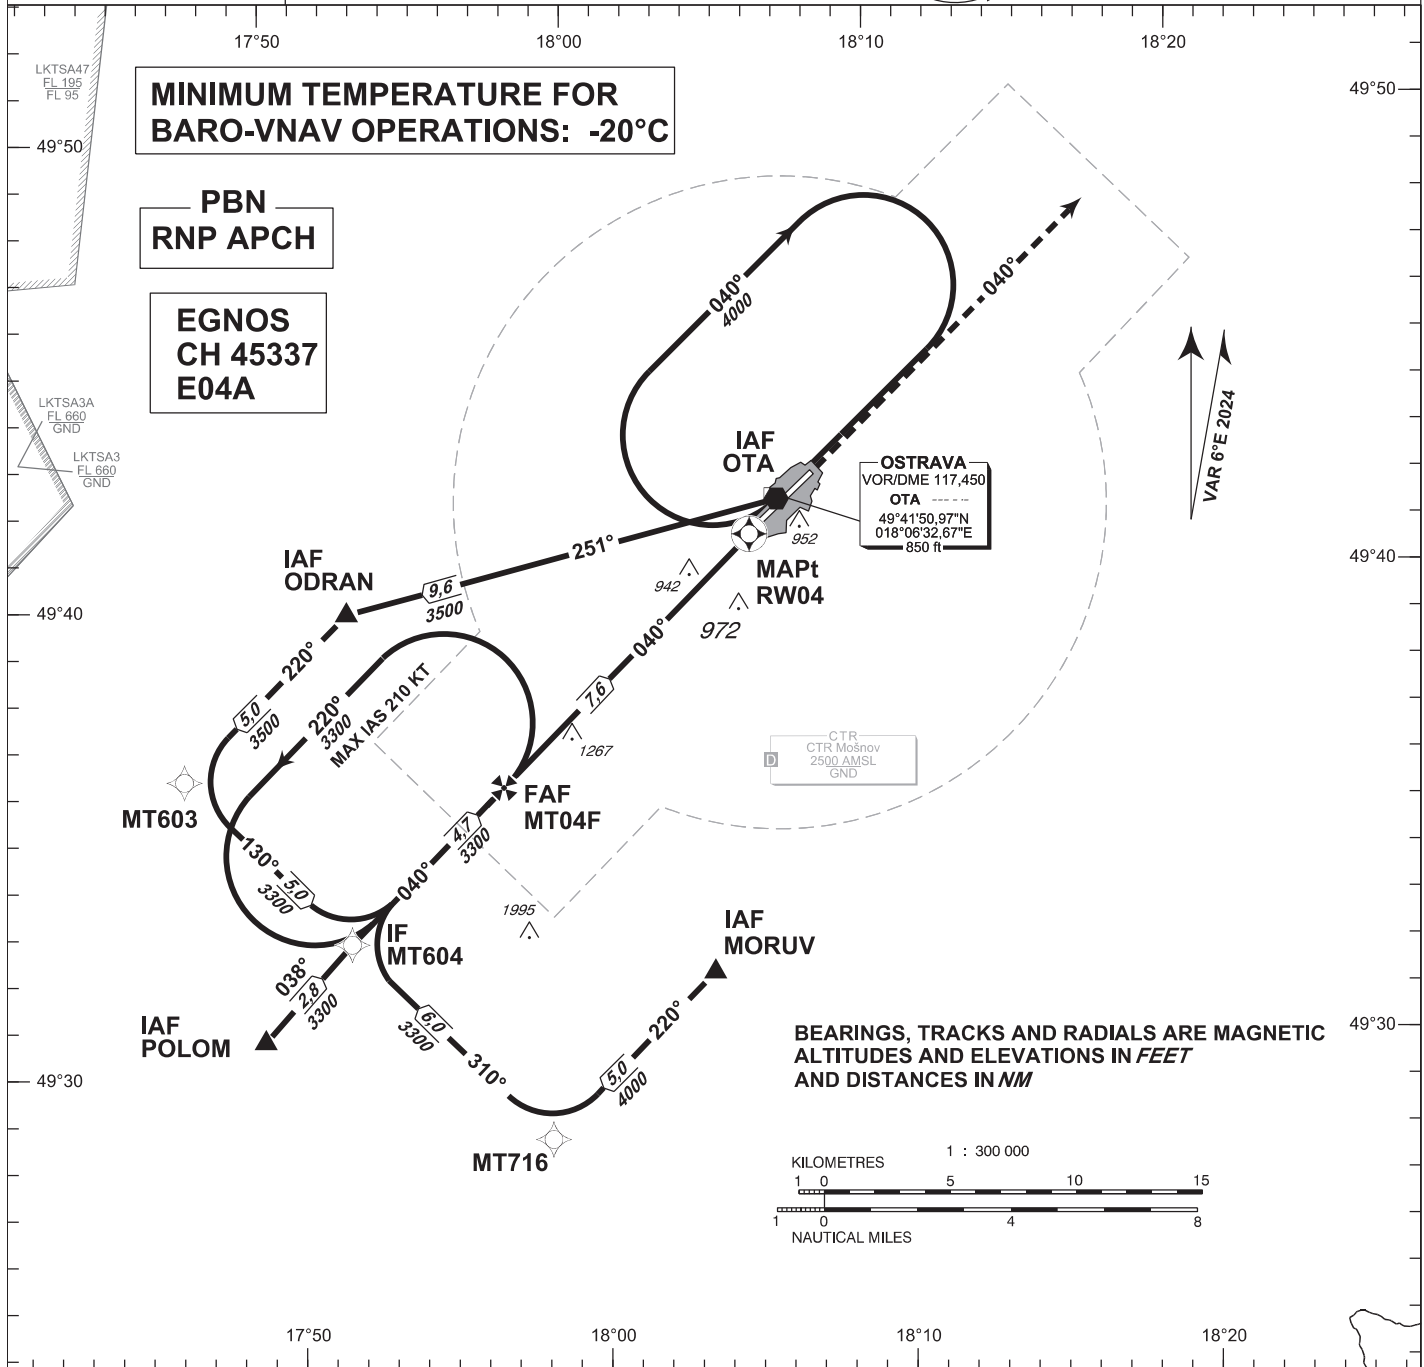 17°50
18°00
18°10
18°20
LKTSA47
FL 195
FL 95
49°50
49°50
MINIMUM TEMPERATURE FOR
BARO-VNAV OPERATIONS: -20°C
PBN
RNP APCH
EGNOS
CH 45337
E04A
040°
4000
040°
VAR 6°E 2024
LKTSA3A
FL 660
GND
LKTSA3
FL 660
GND
IAF
OTA
OSTRAVA
VOR/DME 117,450
OTA
49°41'50,97"N
018°06'32,67"E
850 ft
952
251°
IAF
ODRAN
9,6
3500
942
MAPt
RW04
972
49°40
49°40
040°
220°
5,0
3500
220°
3300
MAX IAS 210 KT
7,6
1267
CTR
CTR Mošnov
2500 AMSL
GND
D
MT603
FAF
MT04F
4,7
3300
130°
5,0
3300
040°
1995
IF
MT604
IAF
MORUV
038°
2,8
3300
IAF
POLOM
6,0
3300
310°
220°
5,0
4000
49°30
49°30
BEARINGS, TRACKS AND RADIALS ARE MAGNETIC
ALTITUDES AND ELEVATIONS IN FEET
AND DISTANCES IN NM
MT716
1 : 300 000
KILOMETRES
1 0 5 10 15
1 0 4 8
NAUTICAL MILES
17°50
18°00
18°10
18°20